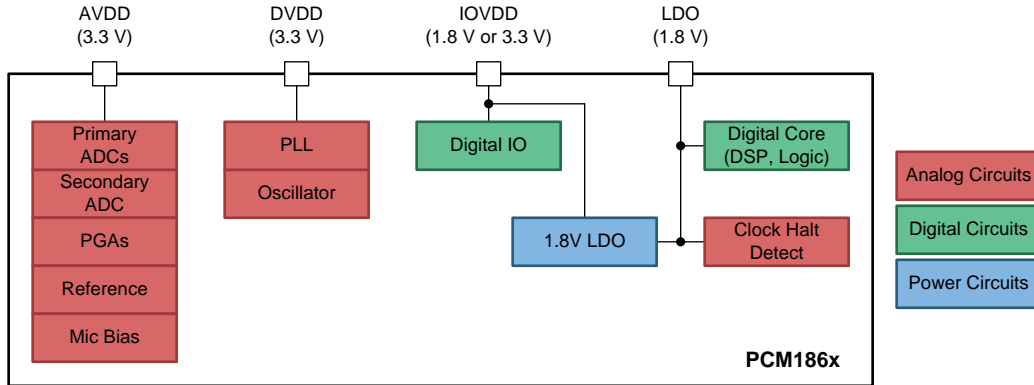 AVDD
(3.3 V)
DVDD
(3.3 V)
IOVDD
(1.8 V or 3.3 V)
LDO
(1.8 V)
Primary
ADCs
Secondary
ADC
PGAs
Reference
Mic Bias
PLL
Oscillator
Digital IO
1.8V LDO
Digital Core
(DSP, Logic)
Clock Halt
Detect
PCM186x
Analog Circuits
Digital Circuits
Power Circuits